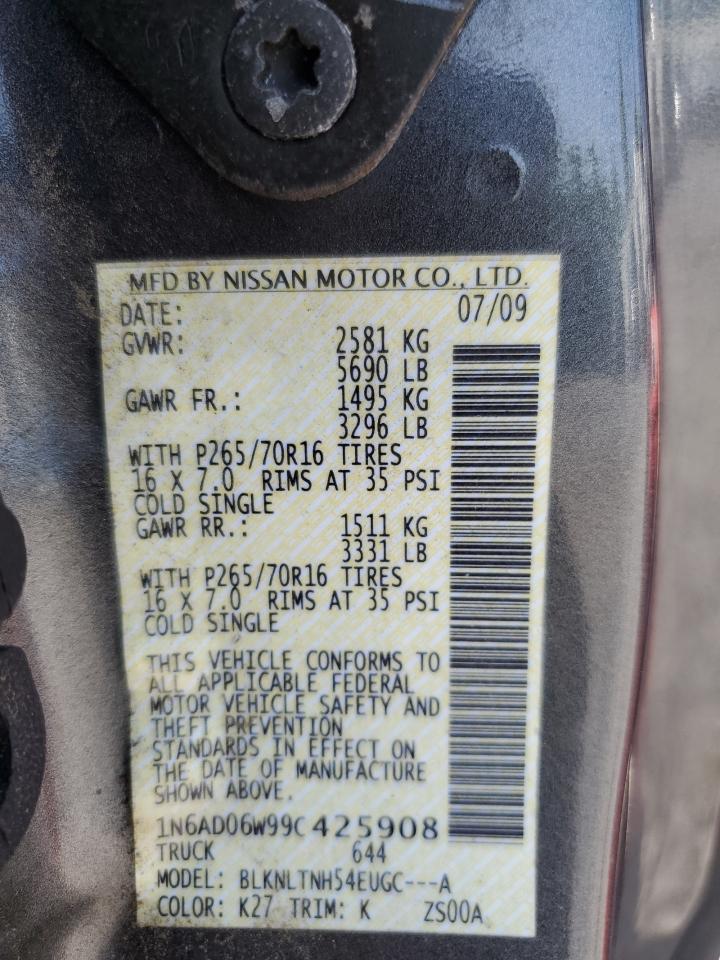 MFD BY NISSAN MOTOR CO., LTD.
DATE: 07/09
GVWR: 2581 KG
5690 LB
GAWR FR.: 1495 KG
3296 LB
WITH P265/70R16 TIRES
16 X 7.0 RIMS AT 35 PSI
COLD SINGLE
GAWR RR.: 1511 KG
3331 LB
WITH P265/70R16 TIRES
16 X 7.0 RIMS AT 35 PSI
COLD SINGLE
THIS VEHICLE CONFORMS TO
ALL APPLICABLE FEDERAL
MOTOR VEHICLE SAFETY AND
THEFT PREVENTION
STANDARDS IN EFFECT ON
THE DATE OF MANUFACTURE
SHOWN ABOVE.
1N6AD06W99C425908
TRUCK 644
MODEL: BLKNLTNH54EUGC---A
COLOR: K27 TRIM: K ZS00A